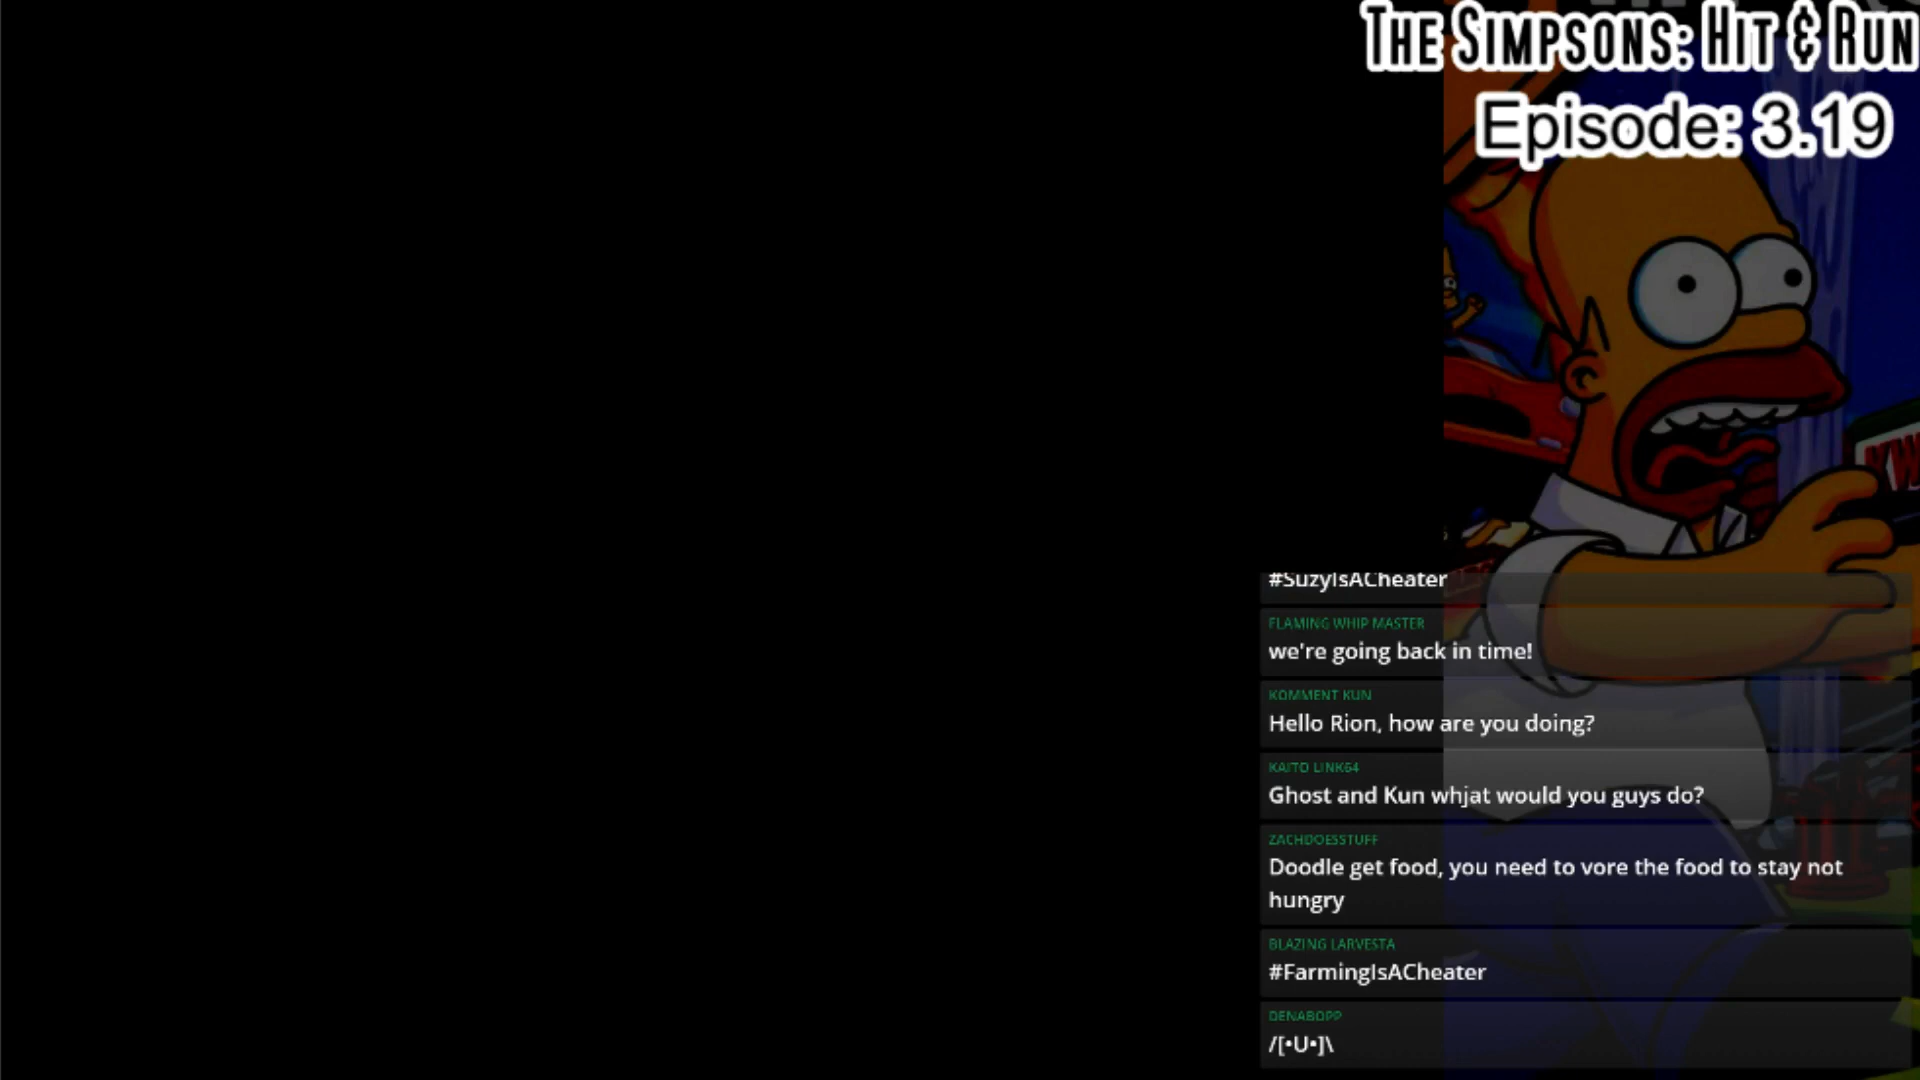 THE SIMPSONS: HIT & RUN
Episode: 3.19
#SuzyIsACheater
FLAMING WHIP MASTER
we're going back in time!
KOMMENT KUN
Hello Rion, how are you doing?
KAITO LINK64
Ghost and Kun whjat would you guys do?
ZACHDOESSTUFF
Doodle get food, you need to vore the food to stay not
hungry
BLAZING LARVESTA
#FarmingIsACheater
DENABOPP
/[•U•]\